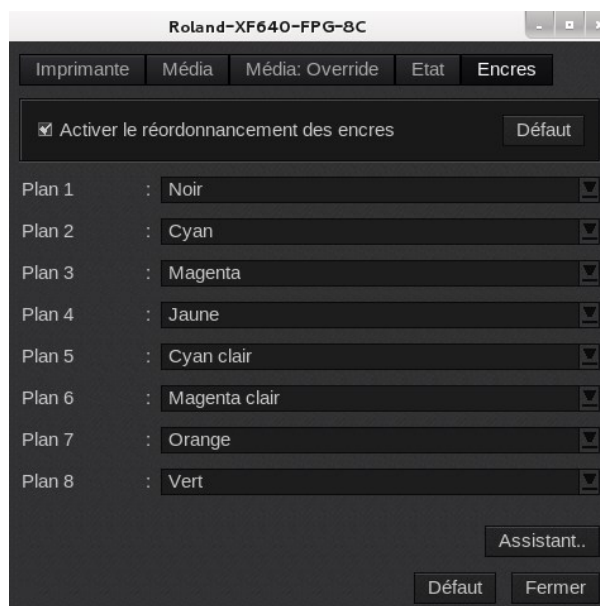 Roland-XF640-FPG-8C
Imprimante Média Média: Override Etat Encres
Activer le réordonnancement des encres Défaut
Plan 1 : Noir
Plan 2 : Cyan
Plan 3 : Magenta
Plan 4 : Jaune
Plan 5 : Cyan clair
Plan 6 : Magenta clair
Plan 7 : Orange
Plan 8 : Vert
Assistant..
Défaut Fermer